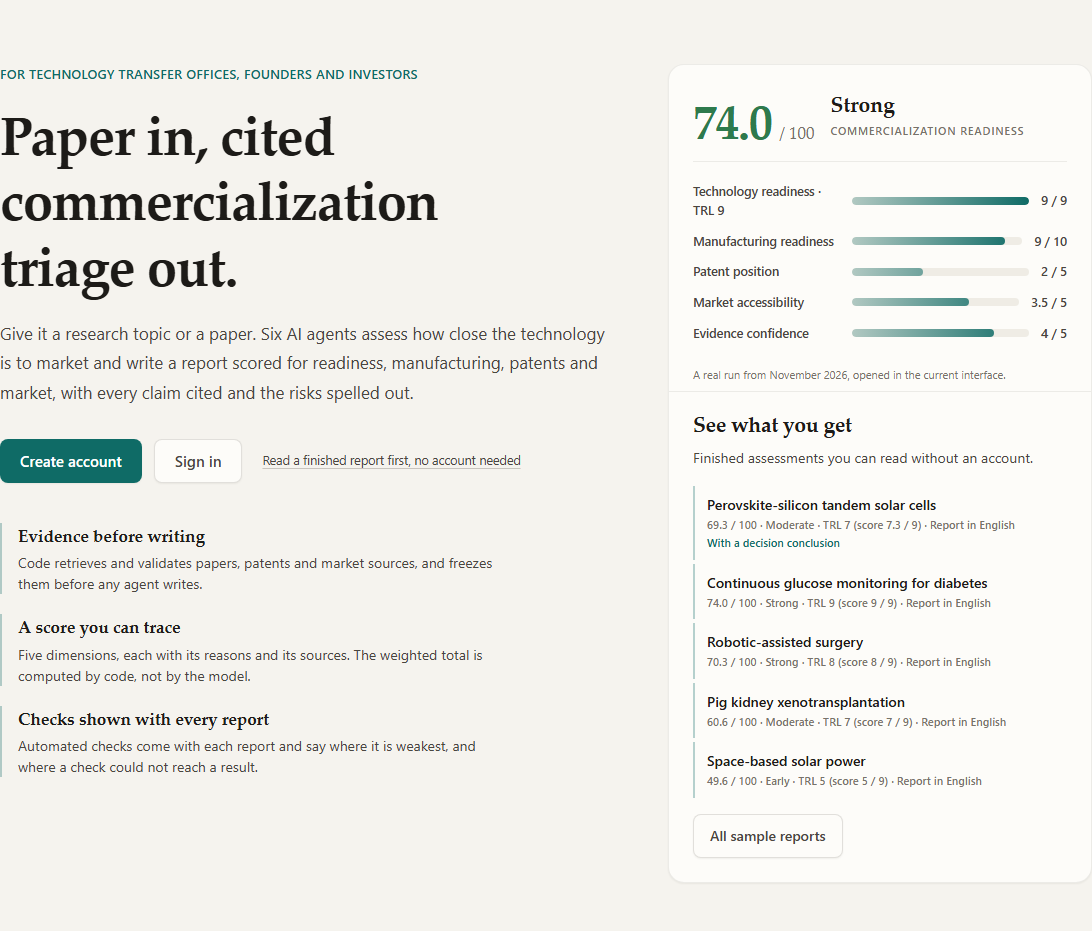 FOR TECHNOLOGY TRANSFER OFFICES, FOUNDERS AND INVESTORS
Paper in, cited
commercialization
triage out.
Give it a research topic or a paper. Six AI agents assess how close the technology
is to market and write a report scored for readiness, manufacturing, patents and
market, with every claim cited and the risks spelled out.
Create account
Sign in
Read a finished report first, no account needed
Evidence before writing
Code retrieves and validates papers, patents and market sources, and freezes
them before any agent writes.
A score you can trace
Five dimensions, each with its reasons and its sources. The weighted total is
computed by code, not by the model.
Checks shown with every report
Automated checks come with each report and say where it is weakest, and
where a check could not reach a result.
74.0 / 100
Strong
COMMERCIALIZATION READINESS
Technology readiness ·
TRL 9
9 / 9
Manufacturing readiness
9 / 10
Patent position
2 / 5
Market accessibility
3.5 / 5
Evidence confidence
4 / 5
A real run from November 2026, opened in the current interface.
See what you get
Finished assessments you can read without an account.
Perovskite-silicon tandem solar cells
69.3 / 100 · Moderate · TRL 7 (score 7.3 / 9) · Report in English
With a decision conclusion
Continuous glucose monitoring for diabetes
74.0 / 100 · Strong · TRL 9 (score 9 / 9) · Report in English
Robotic-assisted surgery
70.3 / 100 · Strong · TRL 8 (score 8 / 9) · Report in English
Pig kidney xenotransplantation
60.6 / 100 · Moderate · TRL 7 (score 7 / 9) · Report in English
Space-based solar power
49.6 / 100 · Early · TRL 5 (score 5 / 9) · Report in English
All sample reports